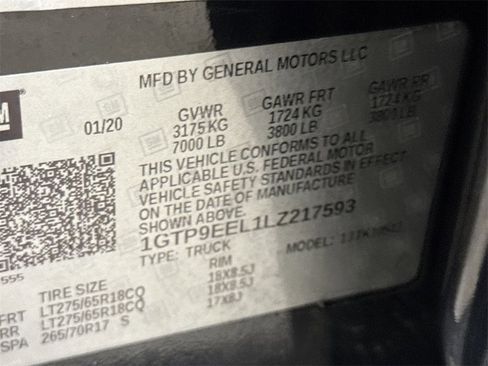 MFD BY GENERAL MOTORS LLC
GM
01/20
GVWR GAWR FRT GAWR RR
3175 KG 1724 KG 1724 KG
7000 LB 3800 LB 3800 LB
THIS VEHICLE CONFORMS TO ALL
APPLICABLE U.S. FEDERAL MOTOR
VEHICLE SAFETY STANDARDS IN EFFECT
ON THE DATE OF MANUFACTURE
1GTP9EEL1LZ217593
TYPE: TRUCK MODEL:
555
TIRE SIZE RIM
FRT LT275/65R18CQ 18X8.5J
RR LT275/65R18CQ 18X8.5J
SPA 265/70R17 S 17X8J